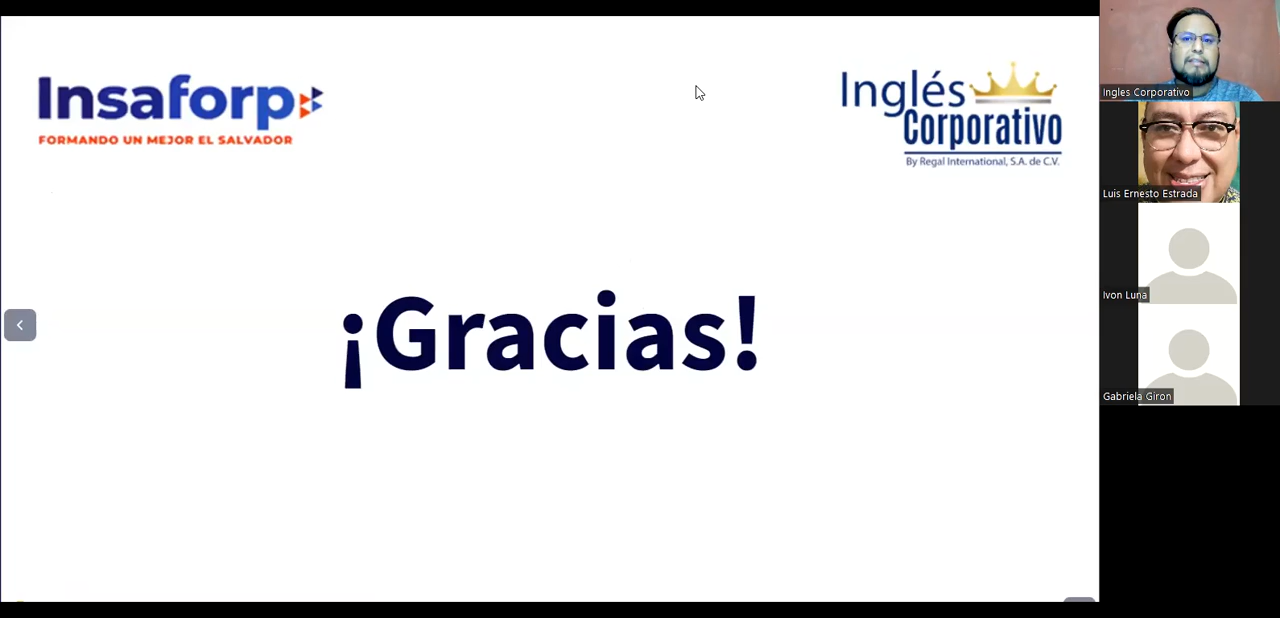 Insaforp
FORMANDO UN MEJOR EL SALVADOR
Inglés
Corporativo
By Regal International, S.A. de C.V.
¡Gracias!
Ingles Corporativo
Luis Ernesto Estrada
Ivon Luna
Gabriela Giron